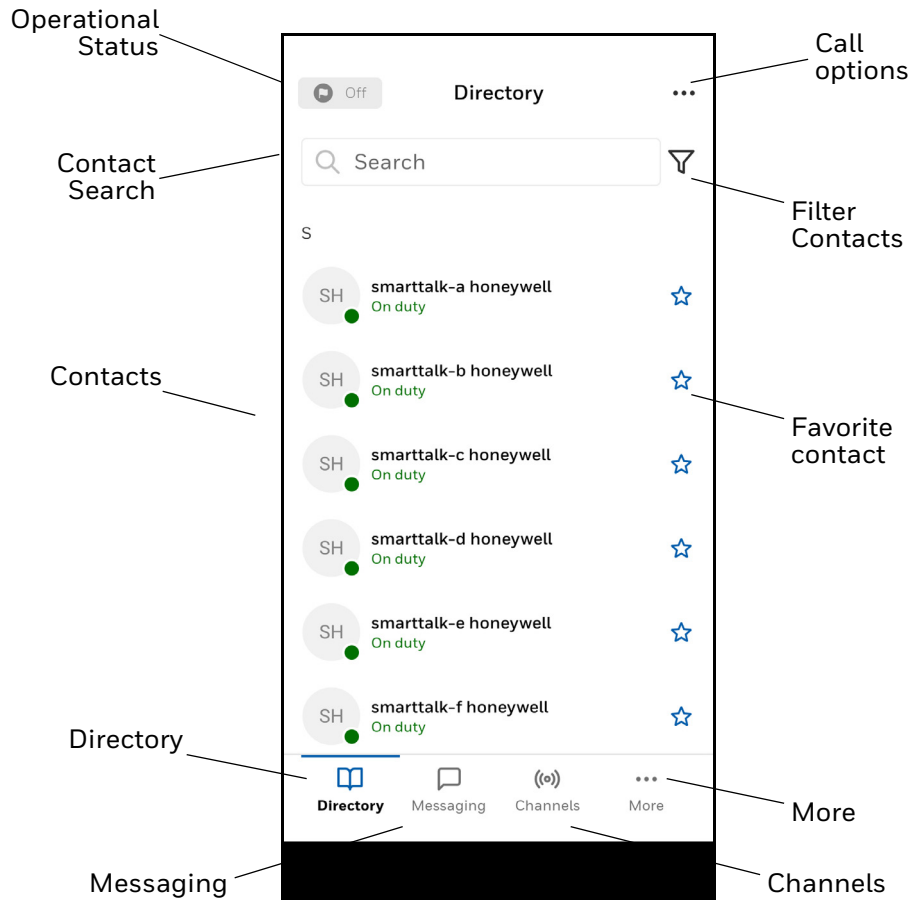 Operational
Status
Call
options
Off
Directory
Contact
Search
Search
Filter
Contacts
S
SH
smarttalk-a honeywell
On duty
Contacts
SH
smarttalk-b honeywell
On duty
Favorite
contact
SH
smarttalk-c honeywell
On duty
SH
smarttalk-d honeywell
On duty
SH
smarttalk-e honeywell
On duty
SH
smarttalk-f honeywell
On duty
Directory
Directory
Messaging
Channels
More
More
Messaging
Channels